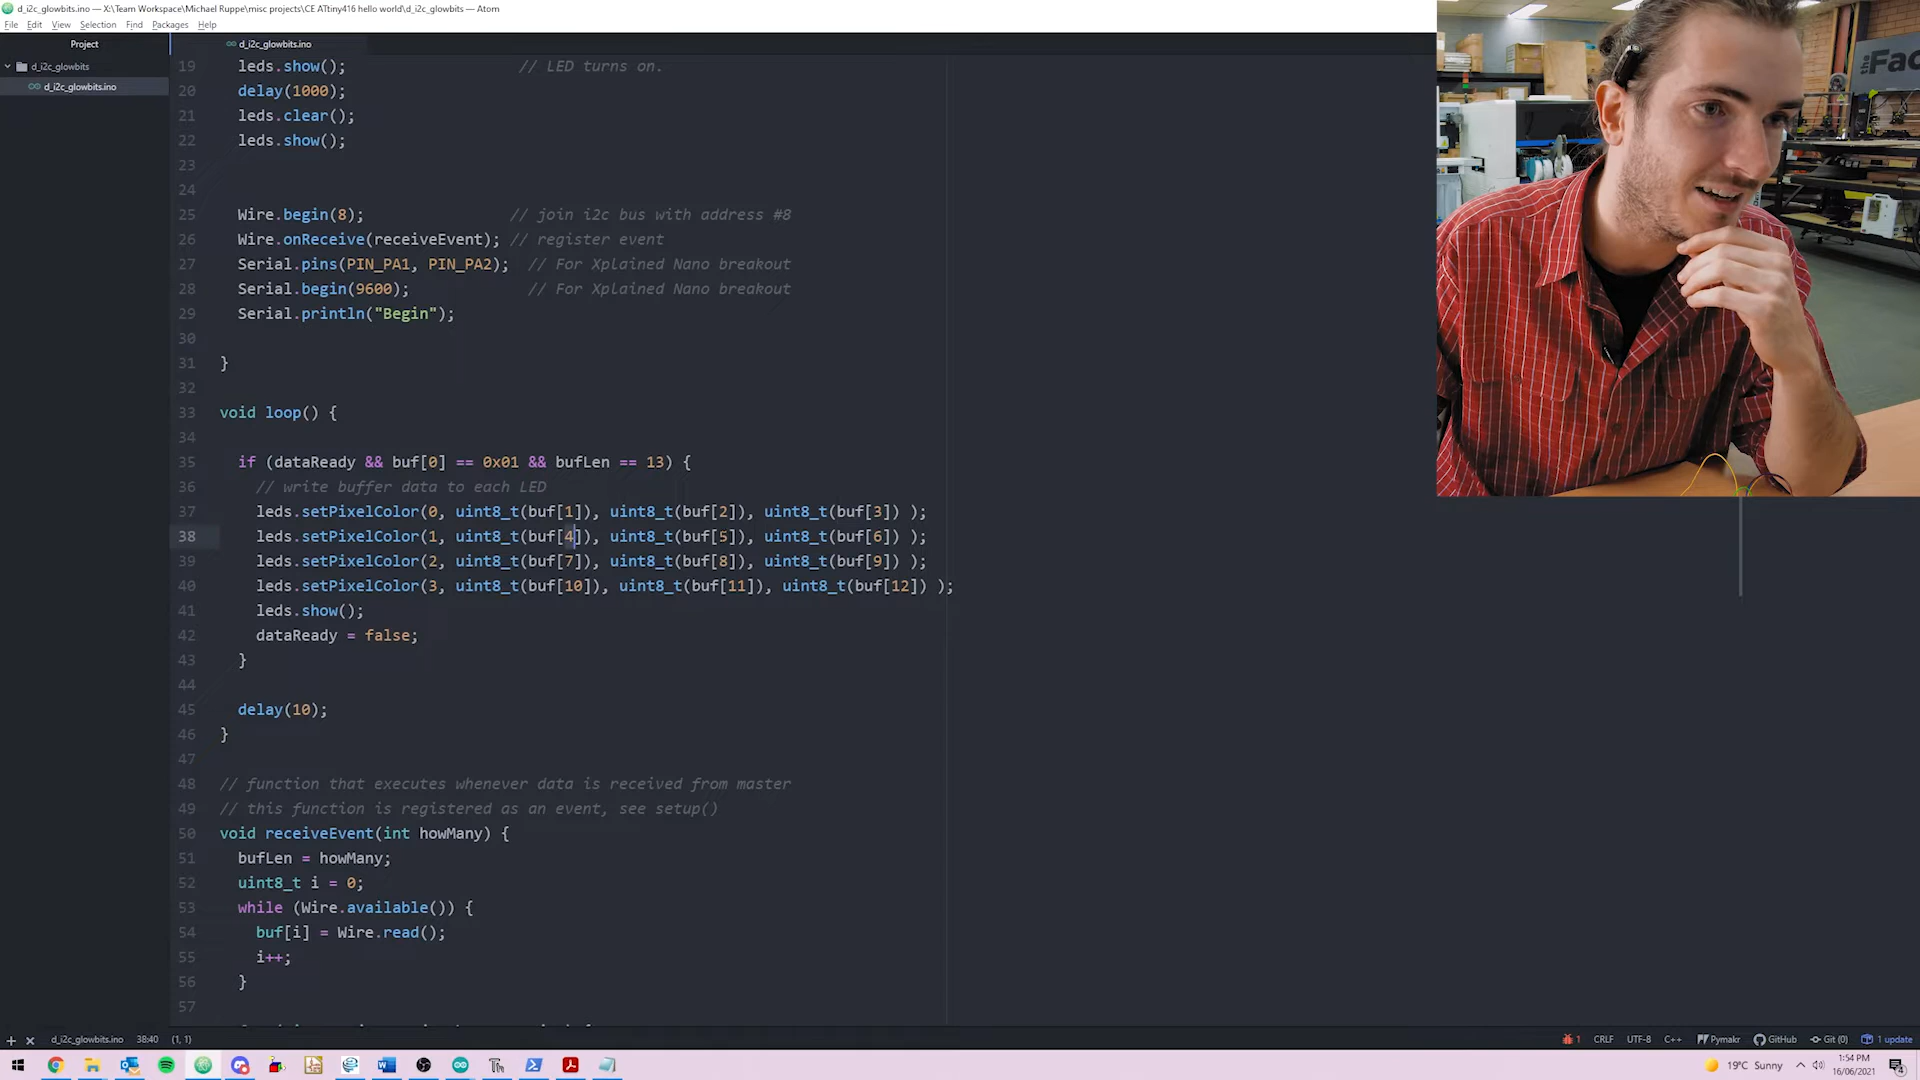 d_i2c_glowbits.ino — X:\Team Workspace\Michael Ruppe\misc projects\CE ATtiny416 hello world\d_i2c_glowbits — Atom
File Edit View Selection Find Packages Help
Project
d_i2c_glowbits.ino
d_i2c_glowbits
d_i2c_glowbits.ino
19 leds.show(); // LED turns on.
20 delay(1000);
21 leds.clear();
22 leds.show();
23
24
25 Wire.begin(8); // join i2c bus with address #8
26 Wire.onReceive(receiveEvent); // register event
27 Serial.pins(PIN_PA1, PIN_PA2); // For Xplained Nano breakout
28 Serial.begin(9600); // For Xplained Nano breakout
29 Serial.println("Begin");
30
31 }
32
33 void loop() {
34
35 if (dataReady && buf[0] == 0x01 && bufLen == 13) {
36 // write buffer data to each LED
37 leds.setPixelColor(0, uint8_t(buf[1]), uint8_t(buf[2]), uint8_t(buf[3]) );
38 leds.setPixelColor(1, uint8_t(buf[4]), uint8_t(buf[5]), uint8_t(buf[6]) );
39 leds.setPixelColor(2, uint8_t(buf[7]), uint8_t(buf[8]), uint8_t(buf[9]) );
40 leds.setPixelColor(3, uint8_t(buf[10]), uint8_t(buf[11]), uint8_t(buf[12]) );
41 leds.show();
42 dataReady = false;
43 }
44
45 delay(10);
46 }
47
48 // function that executes whenever data is received from master
49 // this function is registered as an event, see setup()
50 void receiveEvent(int howMany) {
51 bufLen = howMany;
52 uint8_t i = 0;
53 while (Wire.available()) {
54 buf[i] = Wire.read();
55 i++;
56 }
57
the Fac
d_i2c_glowbits.ino 38:40 (1, 1)
1 CRLF UTF-8 C++ Pymakr GitHub Git (0) 1 update
19°C Sunny
1:54 PM
16/06/2021
4